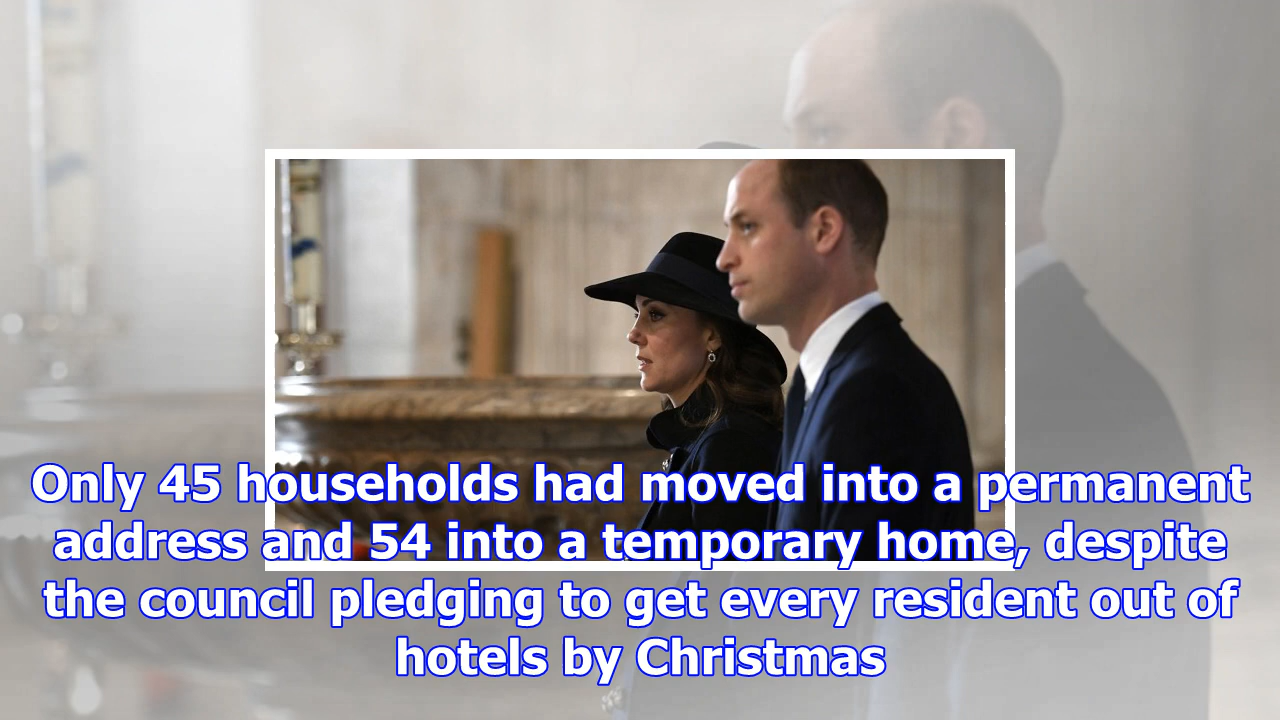 Only 45 households had moved into a permanent
address and 54 into a temporary home, despite
the council pledging to get every resident out of
hotels by Christmas